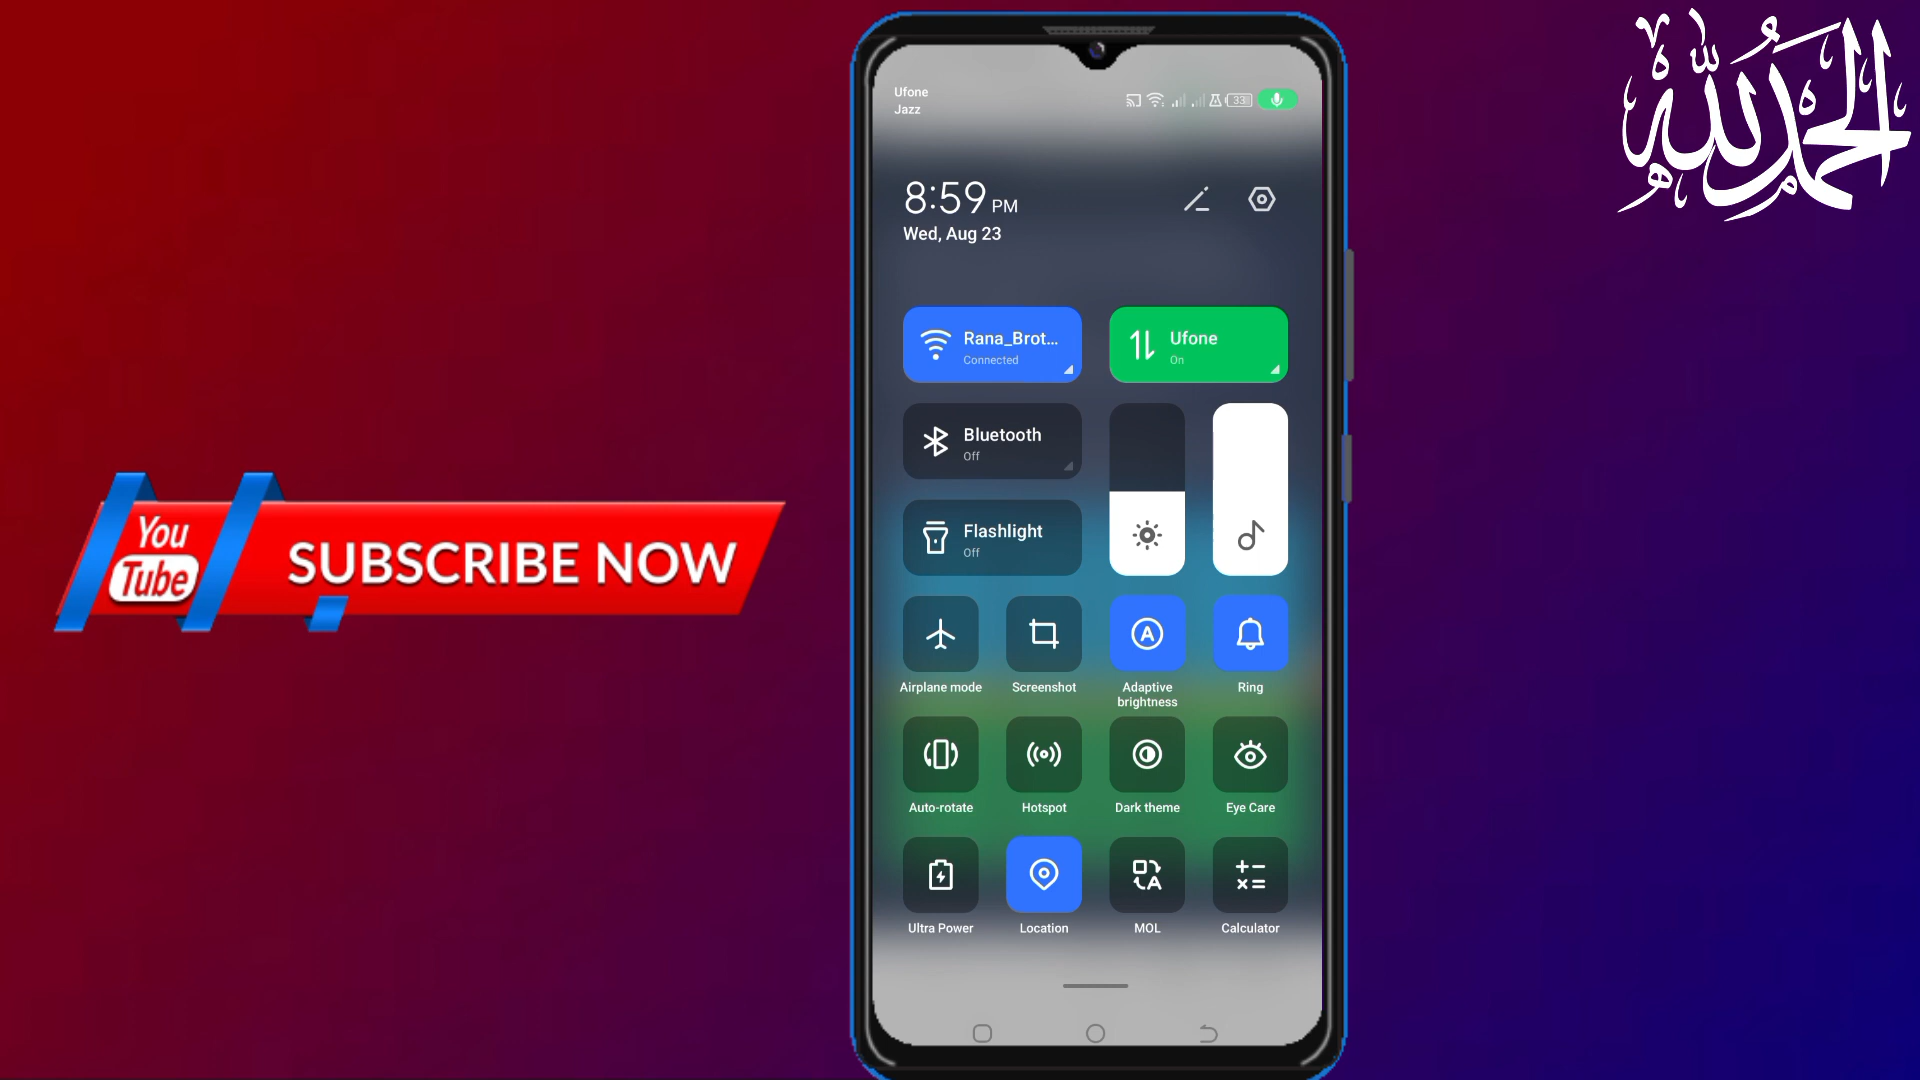 الحمد لله
Ufone
Jazz
33
8:59 PM
Wed, Aug 23
Rana_Brot...
Connected
Ufone
On
Bluetooth
Off
Flashlight
Off
You
Tube
SUBSCRIBE NOW
A
Airplane mode
Screenshot
Adaptive
brightness
Ring
Auto-rotate
Hotspot
Dark theme
Eye Care
A
Ultra Power
Location
MOL
Calculator